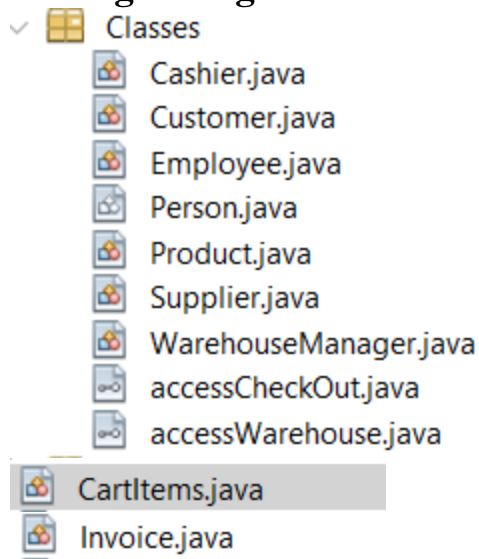 Classes
Cashier.java
Customer.java
Employee.java
Person.java
Product.java
Supplier.java
WarehouseManager.java
accessCheckOut.java
accessWarehouse.java
CartItems.java
Invoice.java